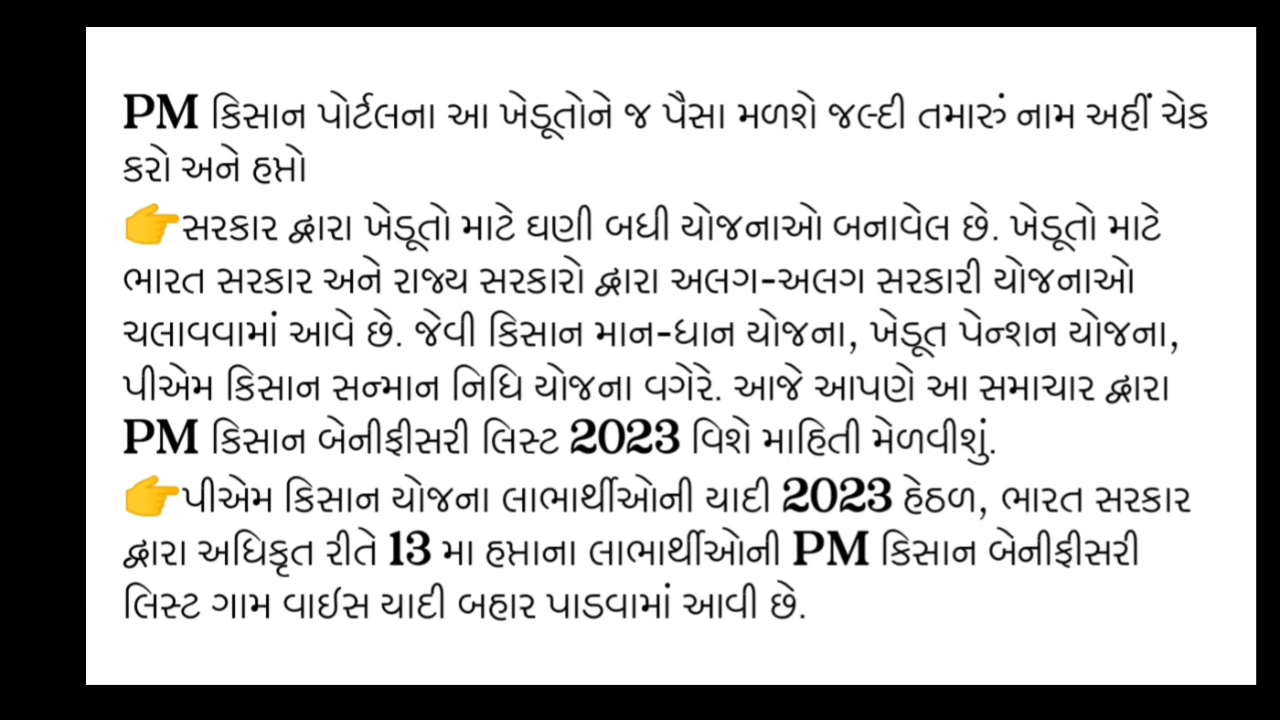 PM કિસાન પોર્ટલના આ ખેડૂતોને જ પૈસા મળશે જલ્દી તમારું નામ અહીં ચેક
કરો અને હપ્તો
👉સરકાર દ્વારા ખેડૂતો માટે ઘણી બધી યોજનાઓ બનાવેલ છે. ખેડૂતો માટે
ભારત સરકાર અને રાજ્ય સરકારો દ્વારા અલગ-અલગ સરકારી યોજનાઓ
ચલાવવામાં આવે છે. જેવી કિસાન માન-ધાન યોજના, ખેડૂત પેન્શન યોજના,
પીએમ કિસાન સન્માન નિધિ યોજના વગેરે. આજે આપણે આ સમાચાર દ્વારા
PM કિસાન બેનીફીસરી લિસ્ટ 2023 વિશે માહિતી મેળવીશું.
👉પીએમ કિસાન યોજના લાભાર્થીઓની યાદી 2023 હેઠળ, ભારત સરકાર
દ્વારા અધિકૃત રીતે 13 મા હપ્તાના લાભાર્થીઓની PM કિસાન બેનીફીસરી
લિસ્ટ ગામ વાઈસ યાદી બહાર પાડવામાં આવી છે.